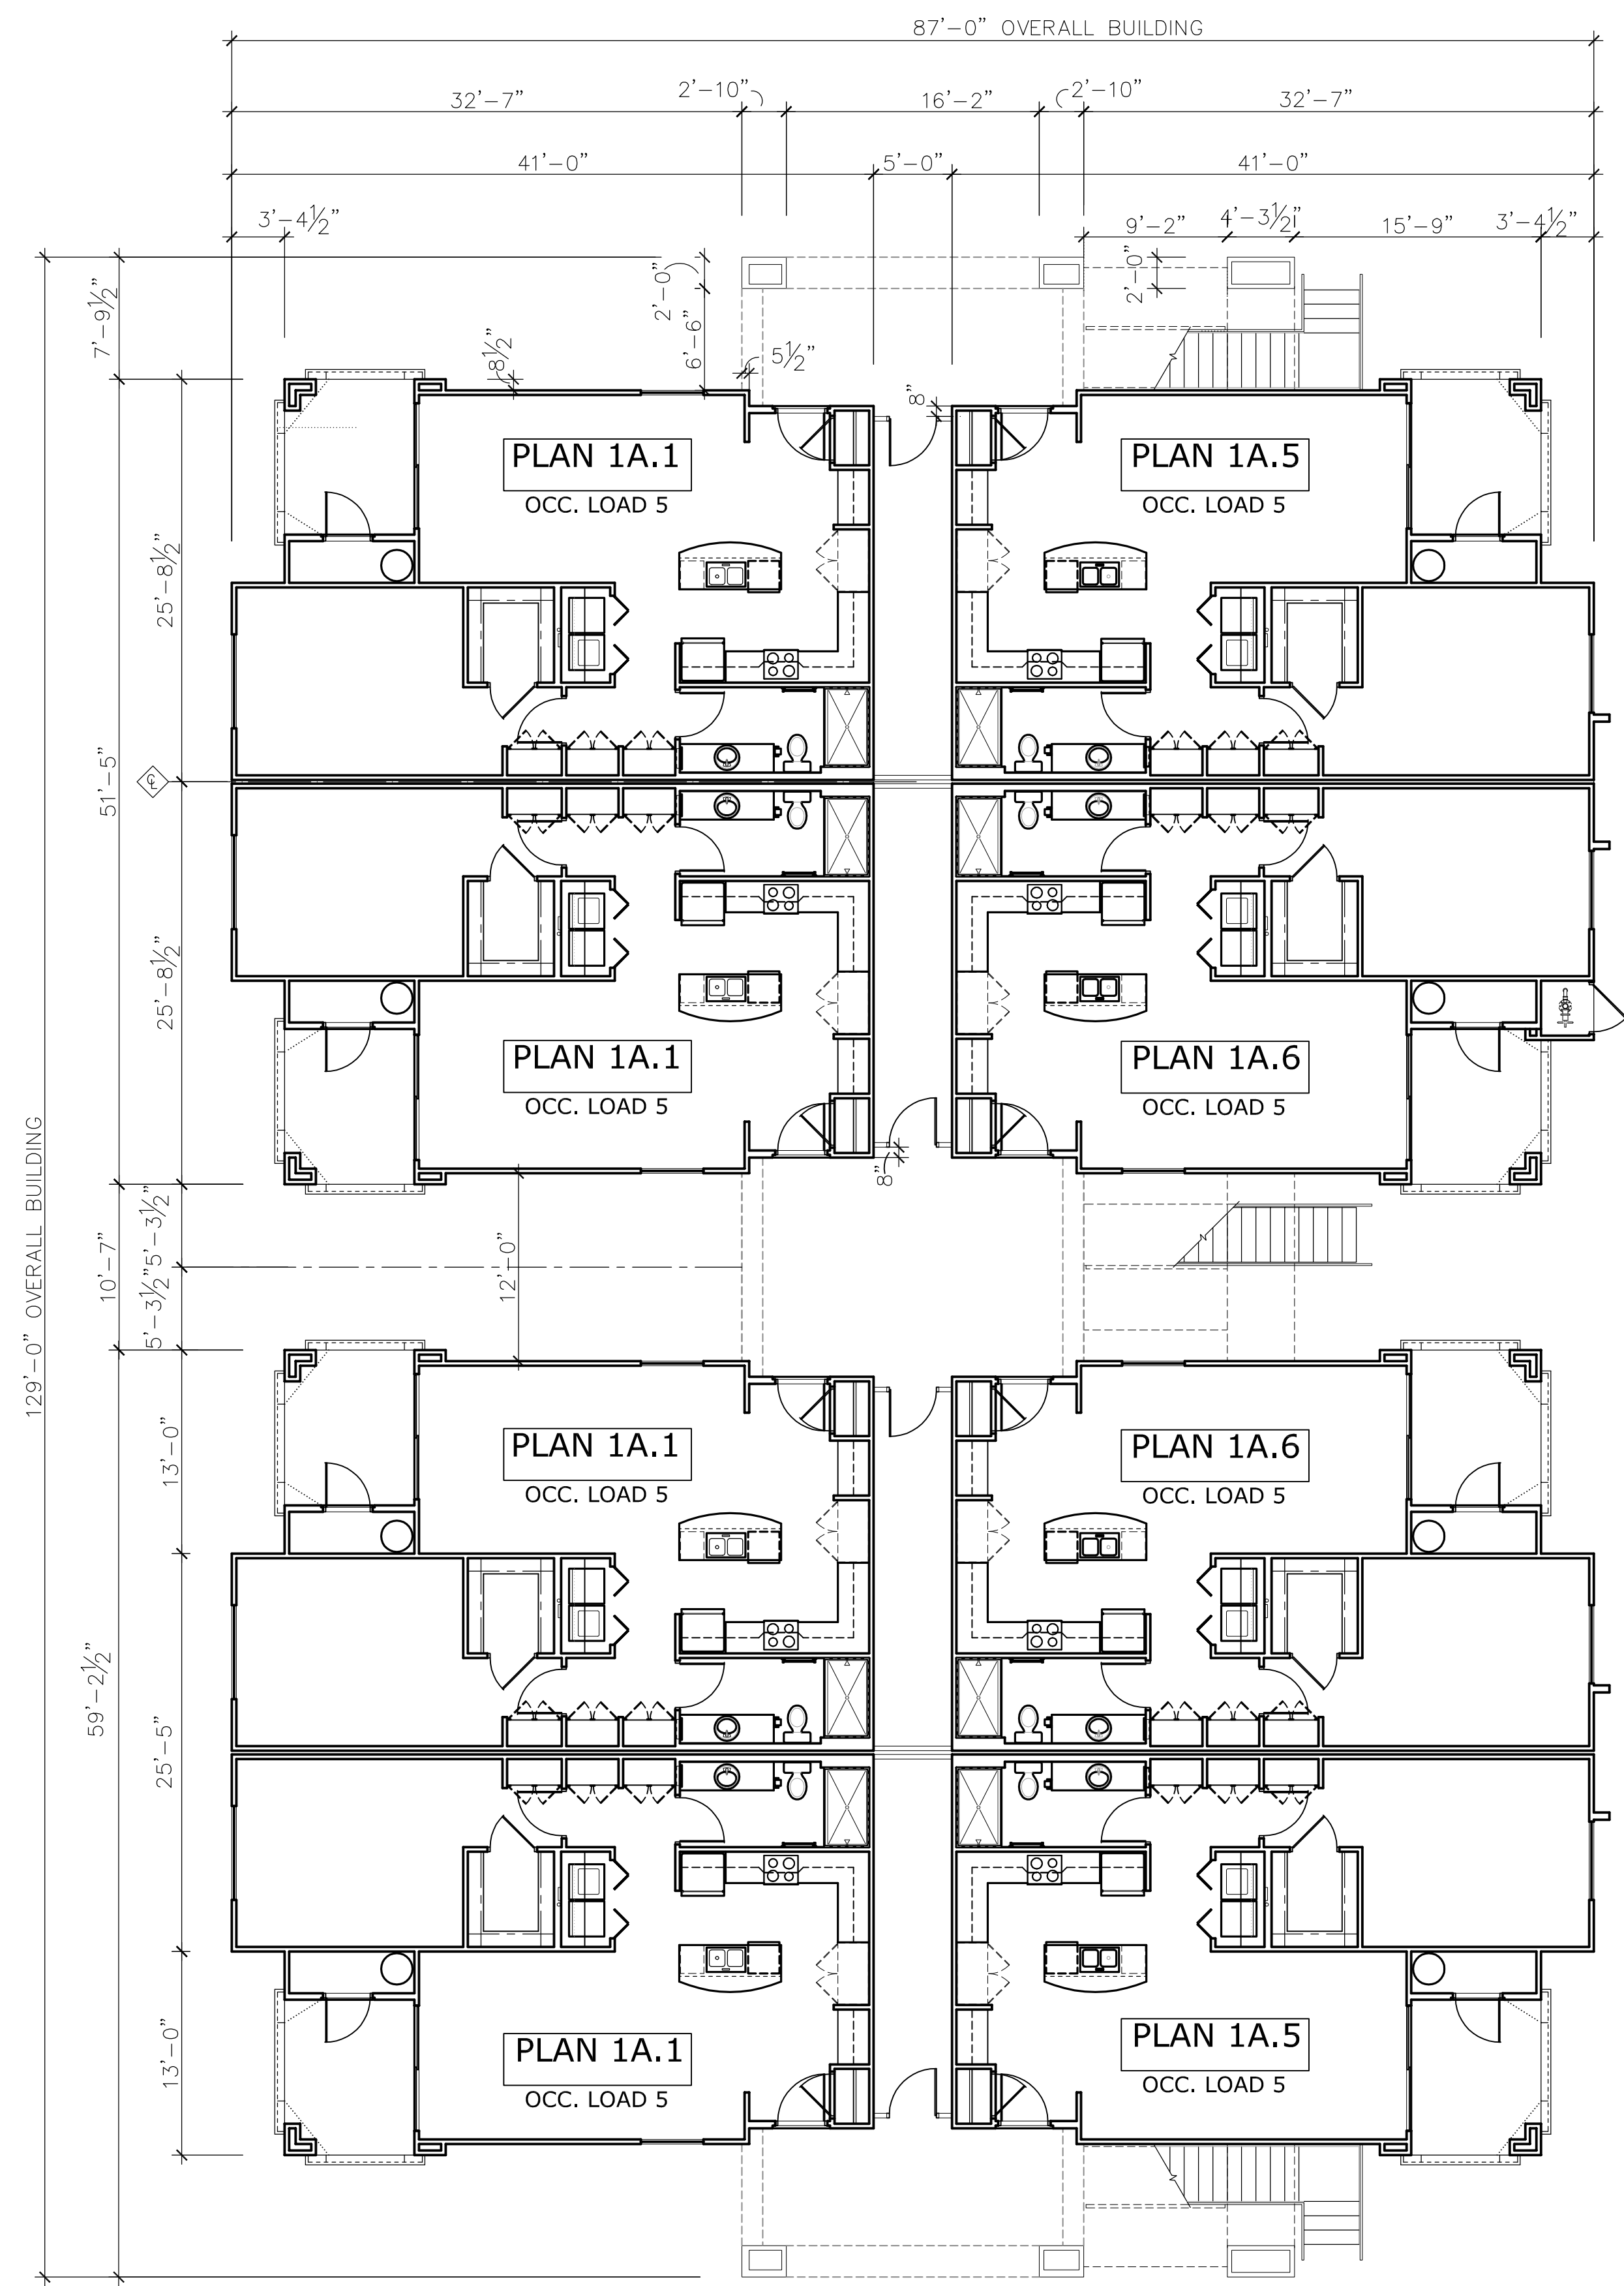 87'-0" OVERALL BUILDING
32'-7"
2'-10"
16'-2"
2'-10"
32'-7"
41'-0"
5'-0"
41'-0"
3'-4½"
9'-2"
4'-3½"
15'-9"
3'-4½"
7'-9½"
2'-0"
6'-6"
2'-0"
8½"
5½"
8"
PLAN 1A.1
OCC. LOAD 5
PLAN 1A.5
OCC. LOAD 5
25'-8½"
51'-5"
25'-8½"
PLAN 1A.1
OCC. LOAD 5
PLAN 1A.6
OCC. LOAD 5
8"
129'-0" OVERALL BUILDING
10'-7"
5'-3½"
5'-3½"
12'-0"
13'-0"
PLAN 1A.1
OCC. LOAD 5
PLAN 1A.6
OCC. LOAD 5
59'-2½"
25'-5"
13'-0"
PLAN 1A.1
OCC. LOAD 5
PLAN 1A.5
OCC. LOAD 5